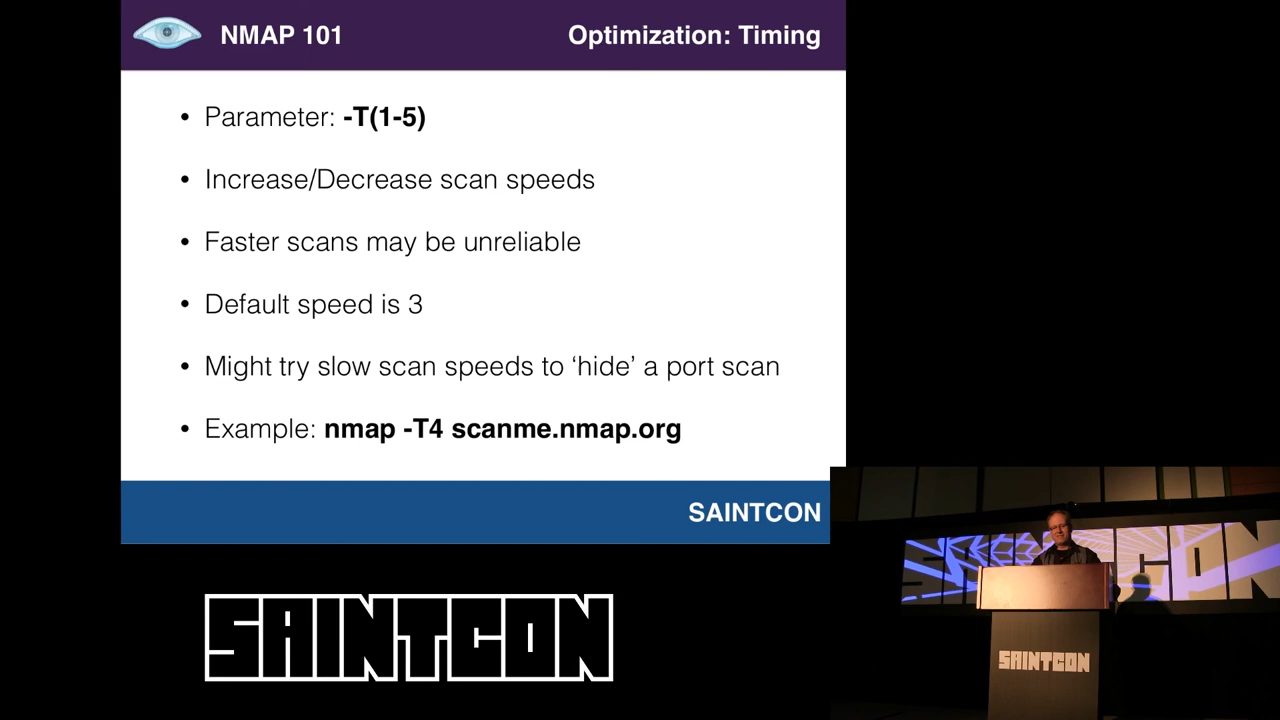 NMAP 101
Optimization: Timing
• Parameter: -T(1-5)
• Increase/Decrease scan speeds
• Faster scans may be unreliable
• Default speed is 3
• Might try slow scan speeds to ‘hide’ a port scan
• Example: nmap -T4 scanme.nmap.org
SAINTCON
SAINTCON
SAINTCON
SAINTCON